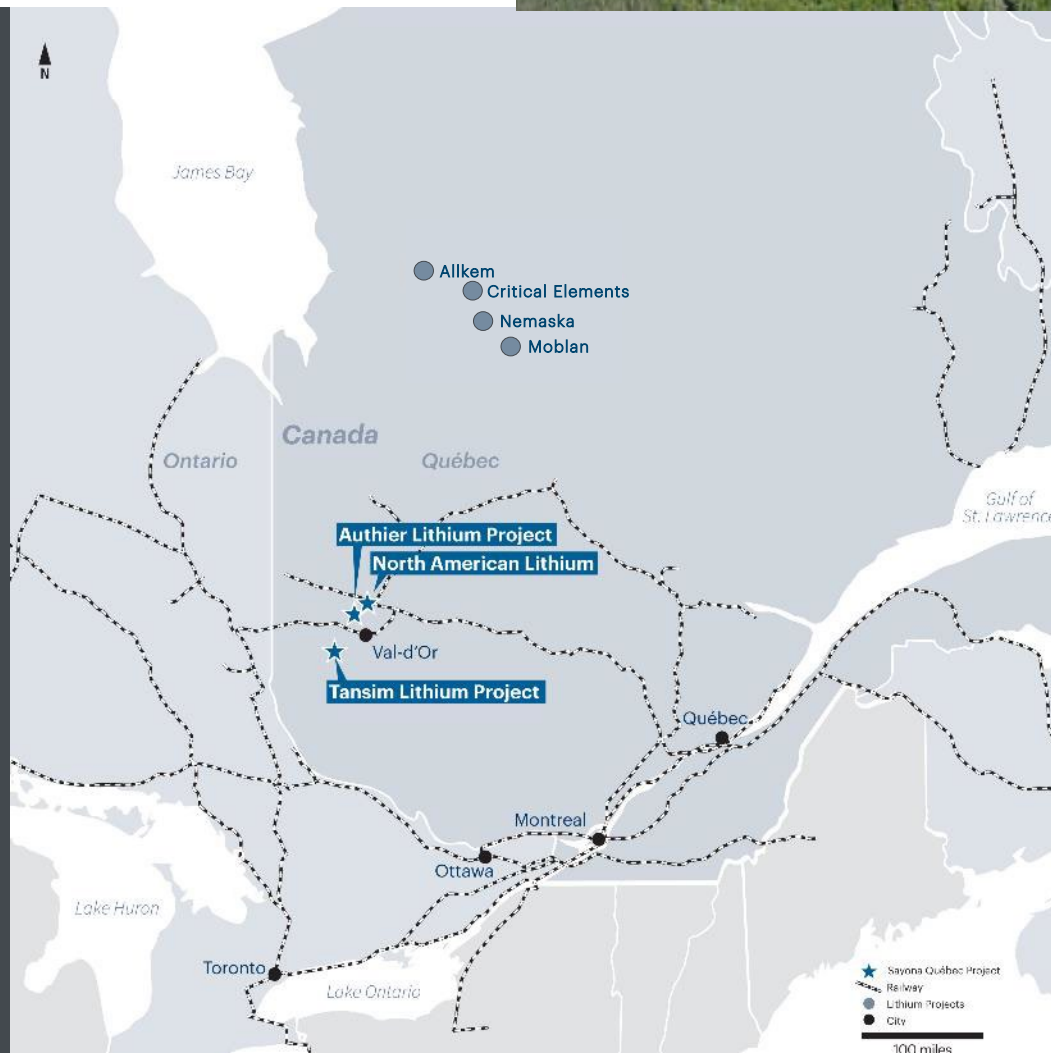 N
James Bay
Allkem
Critical Elements
Nemaska
Moblan
Canada
Ontario
Québec
Gulf of
St. Lawrence
Authier Lithium Project
North American Lithium
Val-d'Or
Tansim Lithium Project
Québec
Montreal
Ottawa
Lake Huron
Toronto
Lake Ontario
Sayona Québec Project
Railway
Lithium Projects
City
100 miles